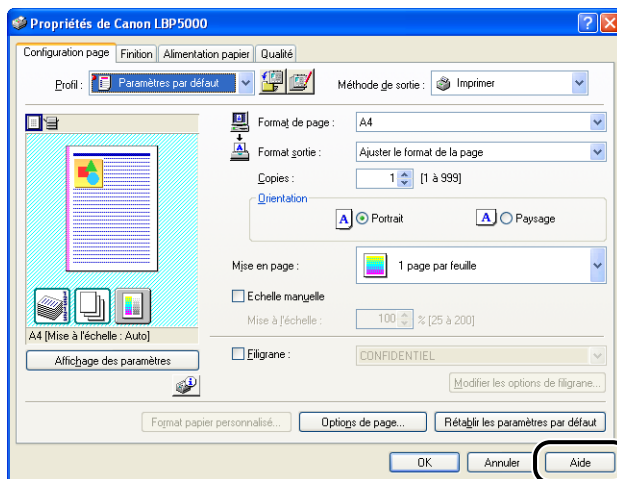 Propriétés de Canon LBP5000
Configuration page Finition Alimentation papier Qualité
Profil : Paramètres par défaut Méthode de sortie : Imprimer
Format de page : A4
Format sortie : Ajuster le format de la page
Copies : 1 [1 à 999]
Orientation
A Portrait A Paysage
Mise en page : 1 page par feuille
Echelle manuelle
Mise à l'échelle : 100 % [25 à 200]
A4 [Mise à l'échelle : Auto]
Affichage des paramètres
Filigrane : CONFIDENTIEL
Modifier les options de filigrane...
Format papier personnalisé... Options de page... Rétablir les paramètres par défaut
OK Annuler Aide